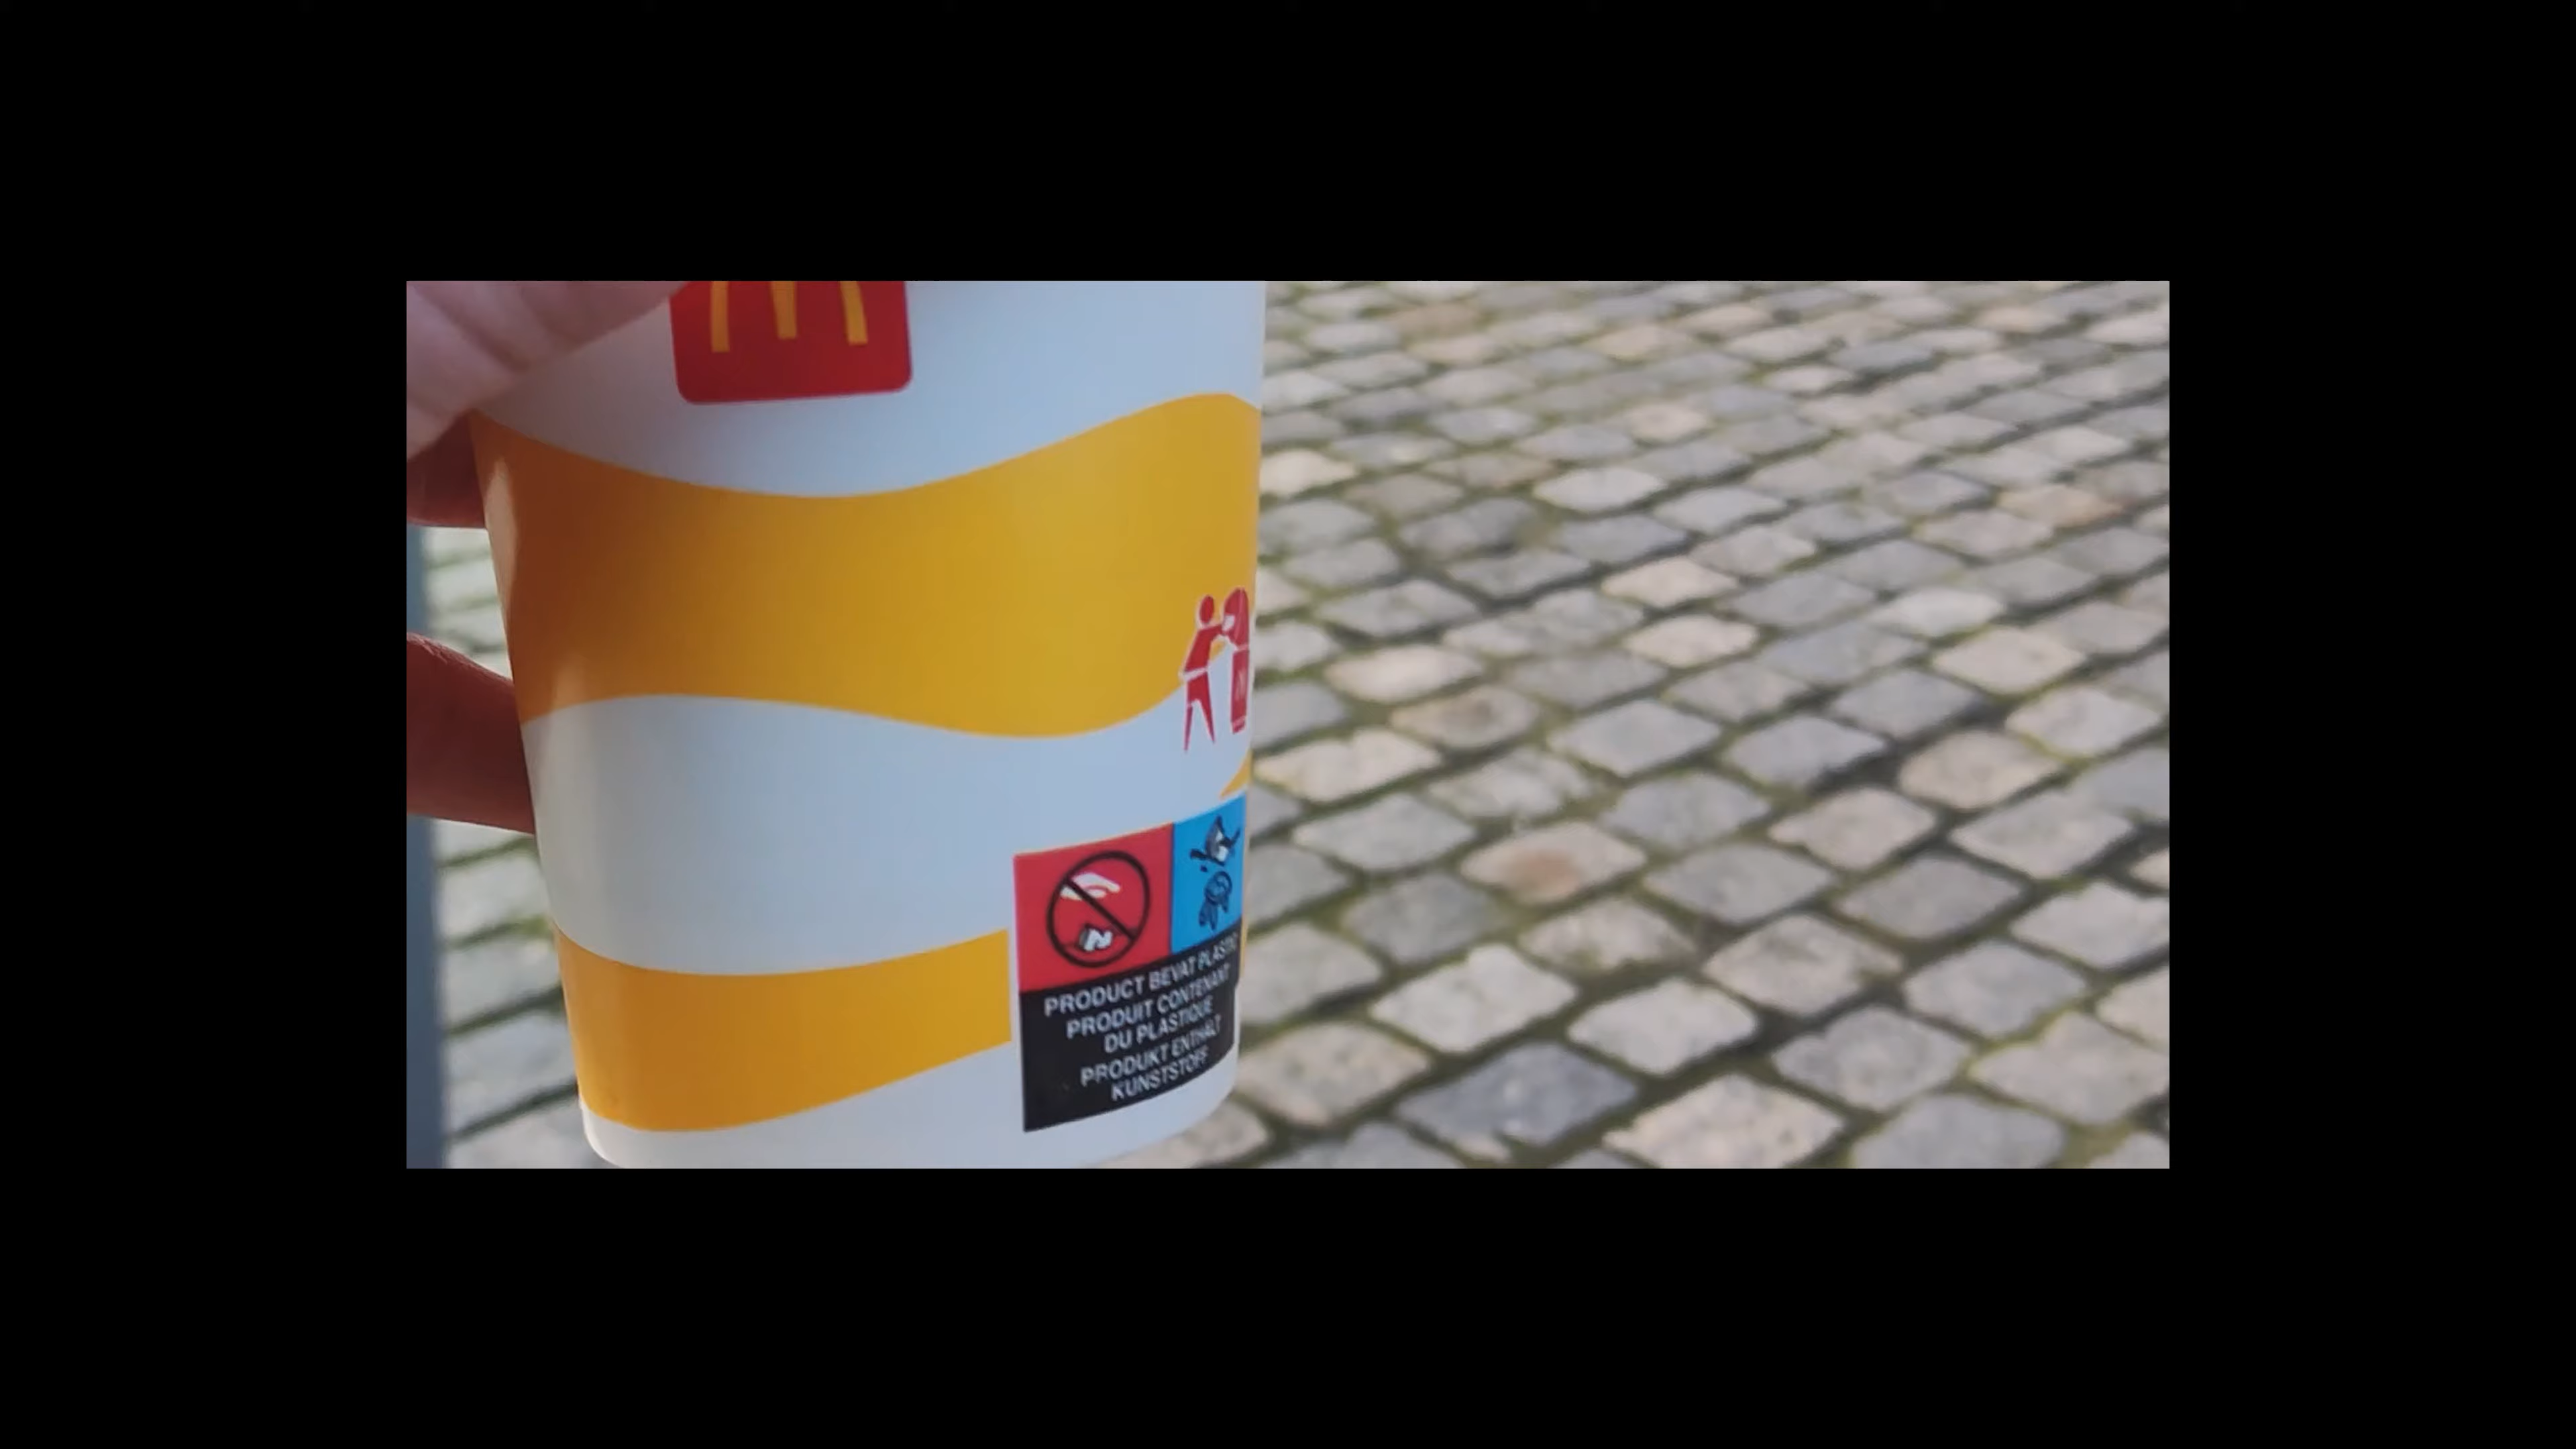 PRODUCT BEVAT PLASTIC
PRODUIT CONTENANT
DU PLASTIQUE
PRODUKT ENTHÄLT
KUNSTSTOFF